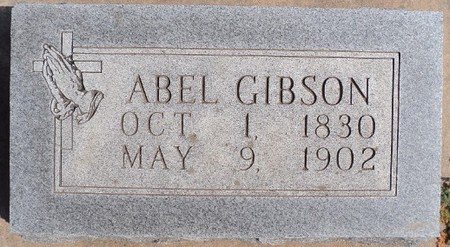 ABEL GIBSON
OCT 1, 1830
MAY 9, 1902